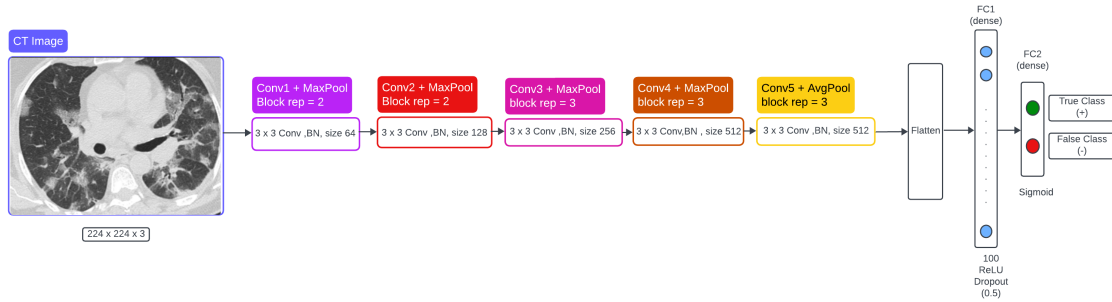 CT Image
224 x 224 x 3
Conv1 + MaxPool
Block rep = 2
3 x 3 Conv ,BN, size 64
Conv2 + MaxPool
Block rep = 2
3 x 3 Conv ,BN, size 128
Conv3 + MaxPool
block rep = 3
3 x 3 Conv ,BN, size 256
Conv4 + MaxPool
block rep = 3
3 x 3 Conv,BN , size 512
Conv5 + AvgPool
block rep = 3
3 x 3 Conv ,BN, size 512
Flatten
FC1
(dense)
100
ReLU
Dropout
(0.5)
FC2
(dense)
Sigmoid
True Class
(+)
False Class
(-)